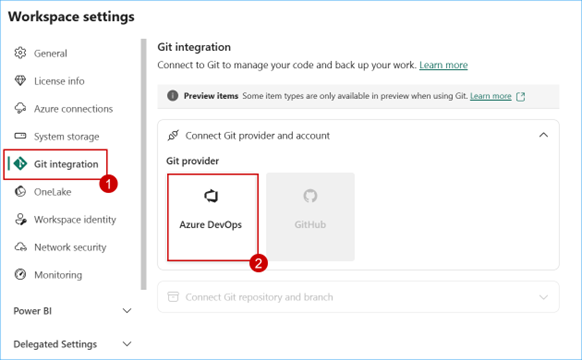 Workspace settings
General
License info
Azure connections
System storage
Git integration
1
OneLake
Workspace identity
Network security
Monitoring
Power BI
Delegated Settings
Git integration
Connect to Git to manage your code and back up your work. Learn more
Preview items Some item types are only available in preview when using Git. Learn more
Connect Git provider and account
Git provider
Azure DevOps
2
GitHub
Connect Git repository and branch